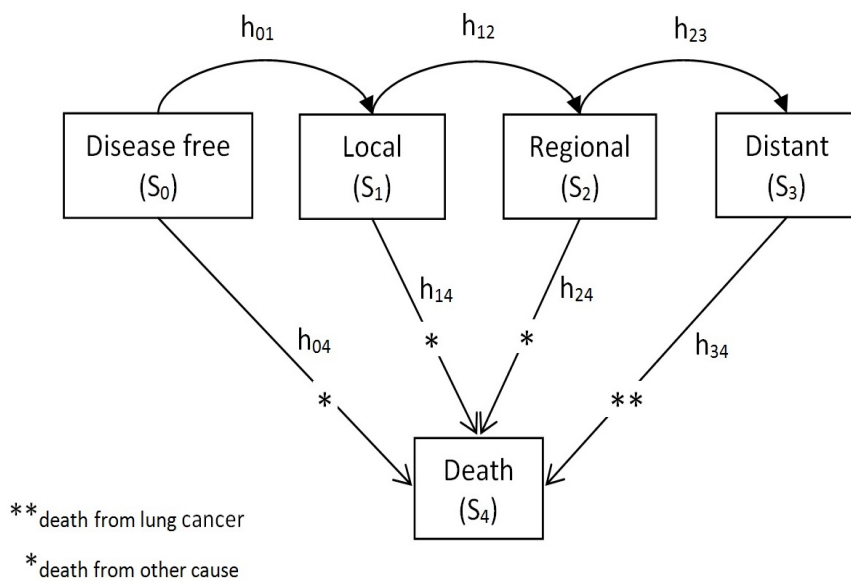 h₀₁
h₁₂
h₂₃
Disease free
(S₀)
Local
(S₁)
Regional
(S₂)
Distant
(S₃)
h₀₄
*
h₁₄
*
h₂₄
*
h₃₄
**
Death
(S₄)
**death from lung cancer
*death from other cause